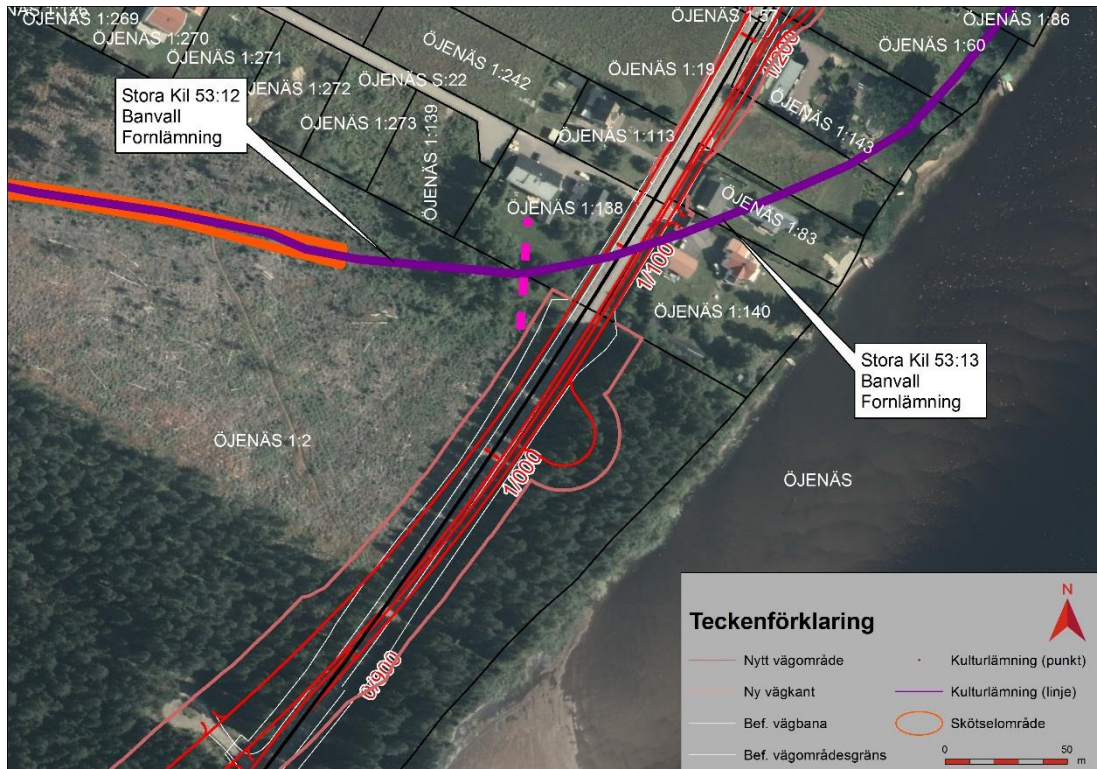 ÖJENÄS 1:269
ÖJENÄS 1:270
ÖJENÄS 1:271
ÖJENÄS 1:272
ÖJENÄS 1:273
ÖJENÄS S:22
ÖJENÄS 1:242
ÖJENÄS 1:139
ÖJENÄS 1:57
ÖJENÄS 1:19
1/200
ÖJENÄS 1:86
ÖJENÄS 1:60
ÖJENÄS 1:143
ÖJENÄS 1:113
ÖJENÄS 1:138
ÖJENÄS 1:83
1/100
ÖJENÄS 1:140
Stora Kil 53:12
Banvall
Fornlämning
Stora Kil 53:13
Banvall
Fornlämning
ÖJENÄS 1:2
1/000
ÖJENÄS
0/900
Teckenförklaring
N
Nytt vägområde
Ny vägkant
Bef. vägbana
Bef. vägområdesgräns
Kulturlämning (punkt)
Kulturlämning (linje)
Skötselområde
0 50
m